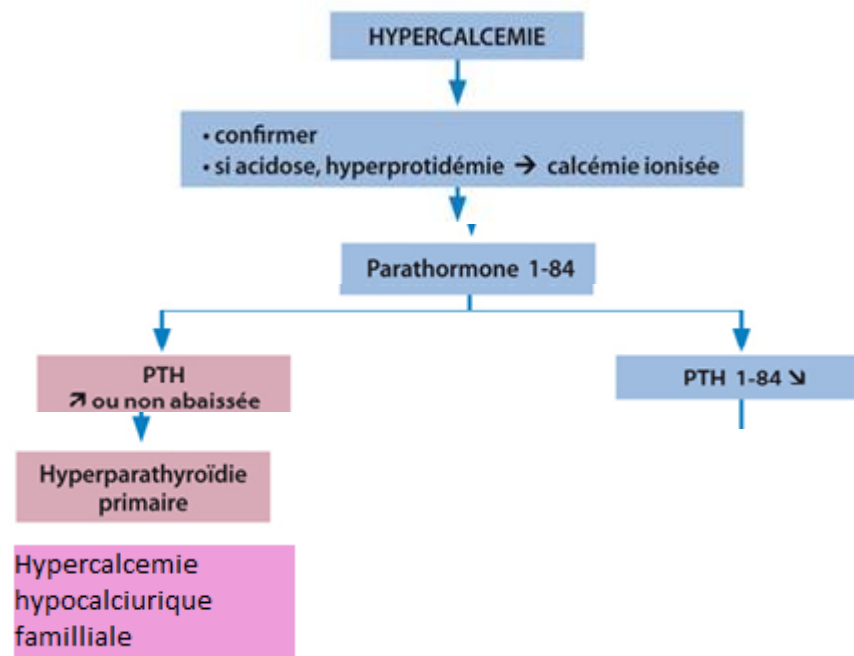 HYPERCALCEMIE
• confirmer
• si acidose, hyperprotidémie → calcémie ionisée
Parathormone 1-84
PTH
↗ ou non abaissée
PTH 1-84 ↘
Hyperparathyroïdie
primaire
Hypercalcemie
hypocalciurique
familliale